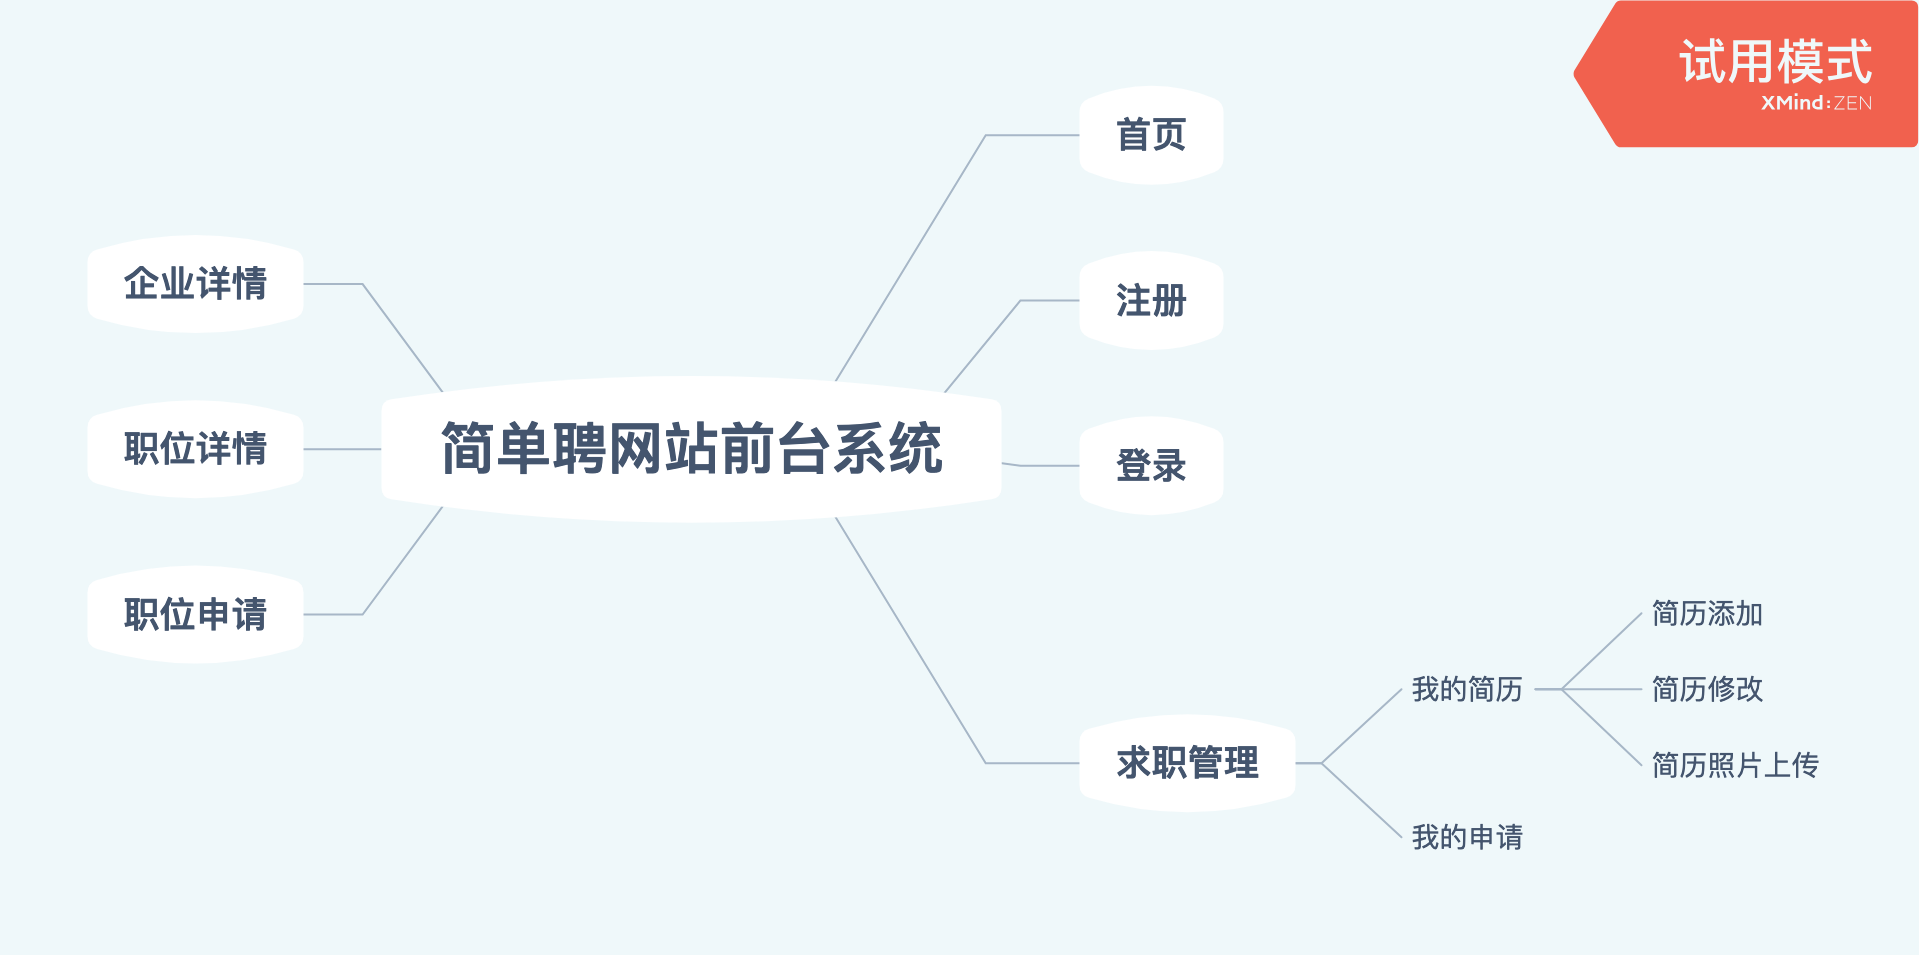 试用模式
XMind:ZEN
简单聘网站前台系统
首页
注册
登录
求职管理
我的简历
简历添加
简历修改
简历照片上传
我的申请
企业详情
职位详情
职位申请